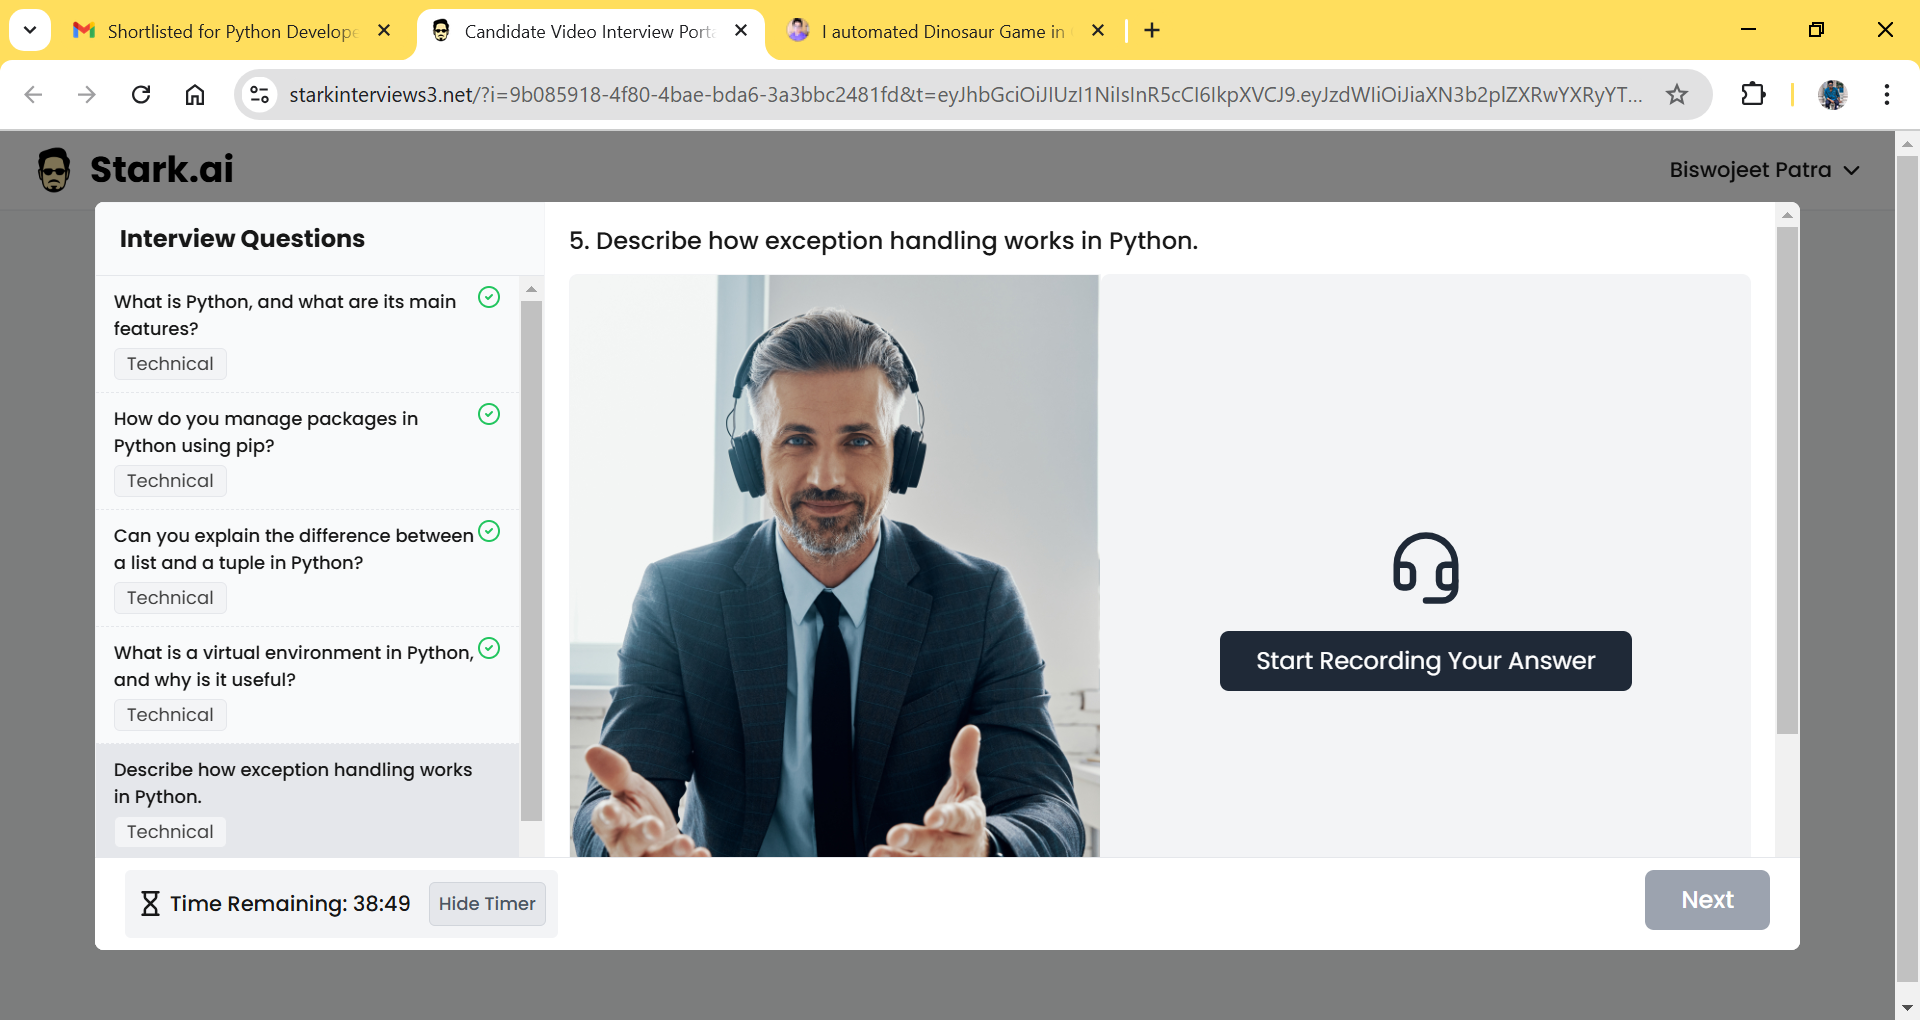 Shortlisted for Python Develope
Candidate Video Interview Porta
I automated Dinosaur Game in
starkinterviews3.net/?i=9b085918-4f80-4bae-bda6-3a3bbc2481fd&t=eyJhbGciOiJIUzI1NiIsInR5cCI6IkpXVCJ9.eyJzdWIiOiJiaXN3b2plZXRwYXRyYT...
Stark.ai
Biswojeet Patra
Interview Questions
What is Python, and what are its main
features?
Technical
How do you manage packages in
Python using pip?
Technical
Can you explain the difference between
a list and a tuple in Python?
Technical
What is a virtual environment in Python,
and why is it useful?
Technical
Describe how exception handling works
in Python.
Technical
5. Describe how exception handling works in Python.
Start Recording Your Answer
Time Remaining: 38:49
Hide Timer
Next